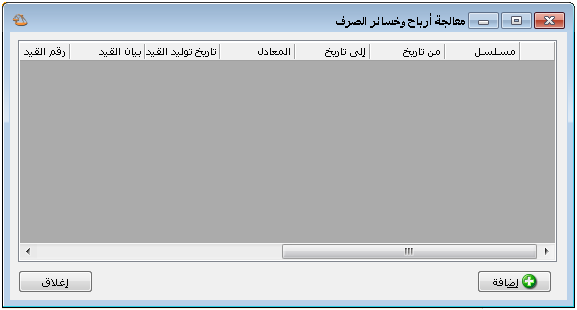 معالجة أرباح وخسائر الصرف
مسلسل من تاريخ إلى تاريخ المعادل تاريخ توليد القيد بيان القيد رقم القيد
إضافة إغلاق